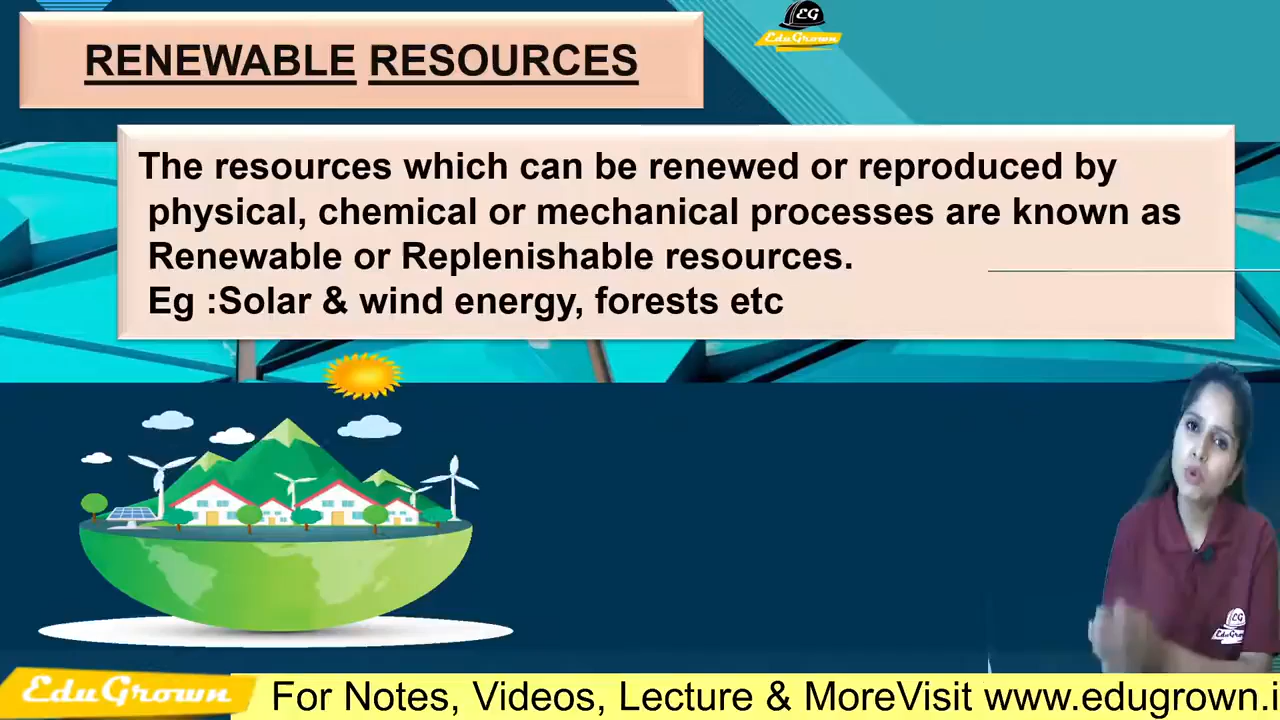 RENEWABLE RESOURCES
EG
EduGrown
The resources which can be renewed or reproduced by
physical, chemical or mechanical processes are known as
Renewable or Replenishable resources.
Eg :Solar & wind energy, forests etc
EG
EduGrown
For Notes, Videos, Lecture & MoreVisit www.edugrown.i